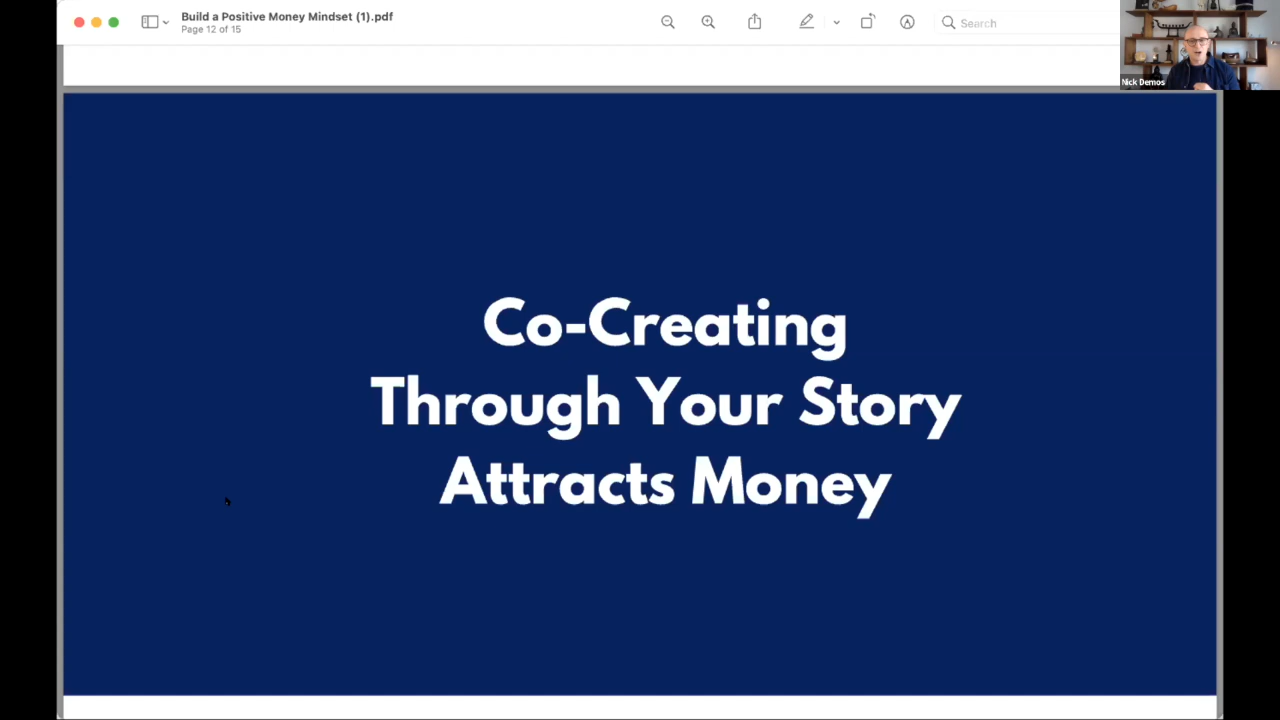 Build a Positive Money Mindset (1).pdf
Page 12 of 15
Search
Nick Demos
Co-Creating
Through Your Story
Attracts Money